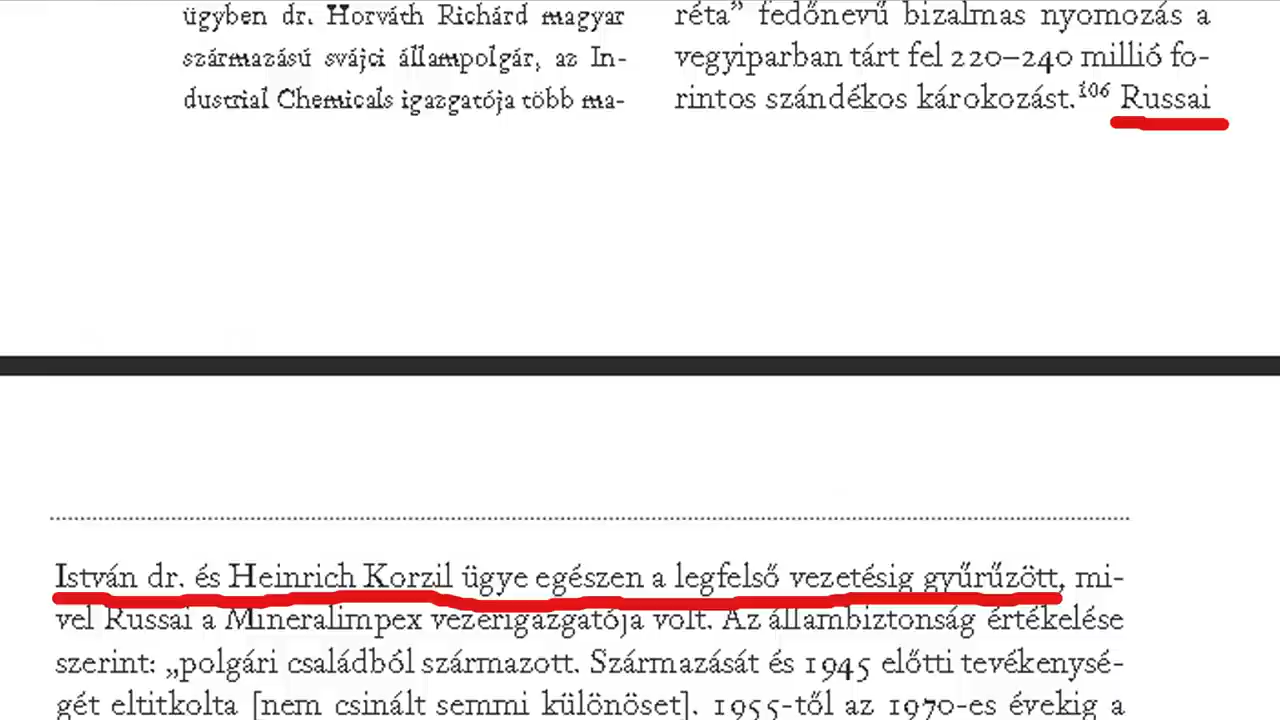 ügyben dr. Horváth Richárd magyar
származású svájci állampolgár, az In-
dustrial Chemicals igazgatója több ma-
réta” fedőnevű bizalmas nyomozás a
vegyiparban tárt fel 220–240 millió fo-
rintos szándékos károkozást.¹⁰⁶ Russai
István dr. és Heinrich Korzil ügye egészen a legfelső vezetésig gyűrűzött, mi-
vel Russai a Mineralimpex vezérigazgatója volt. Az állambiztonság értékelése
szerint: „polgári családból származott. Származását és 1945 előtti tevékenysé-
gét eltitkolta [nem csinált semmi különöset]. 1955-től az 1970-es évekig a